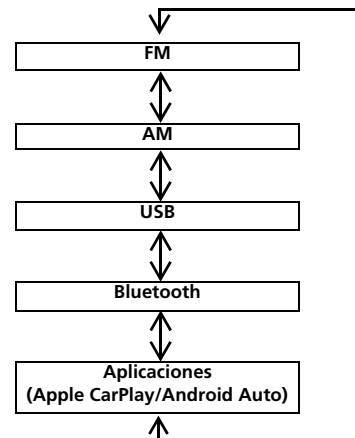 FM
AM
USB
Bluetooth
Aplicaciones
(Apple CarPlay/Android Auto)